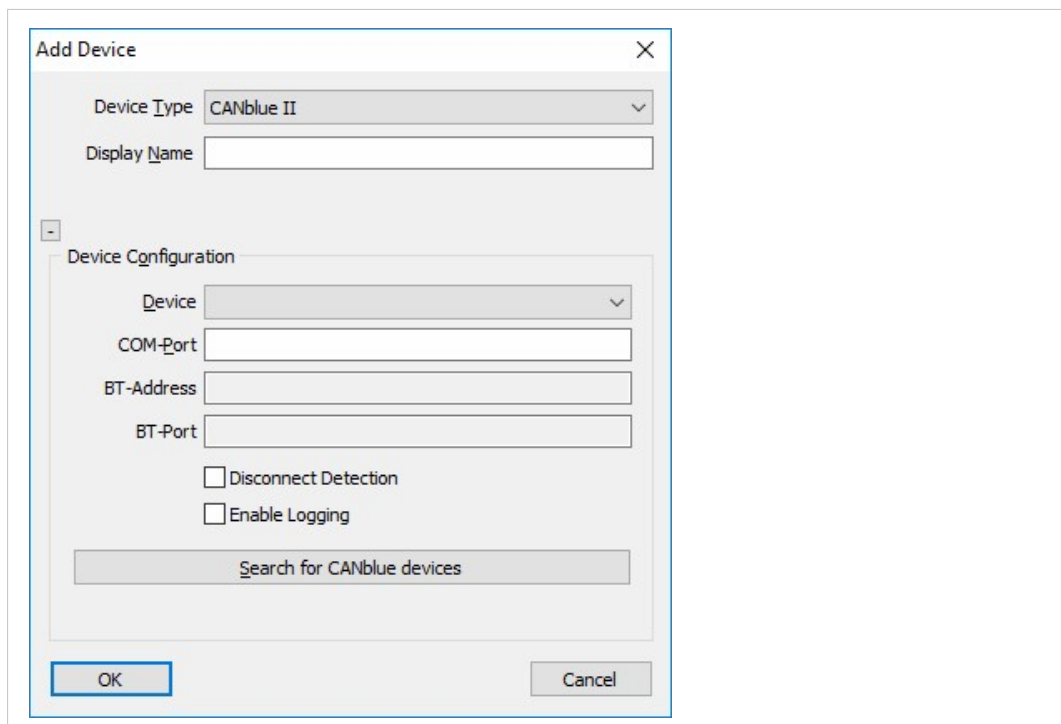 Add Device
Device Type CANblue II
Display Name
-
Device Configuration
Device
COM-Port
BT-Address
BT-Port
Disconnect Detection
Enable Logging
Search for CANblue devices
OK Cancel